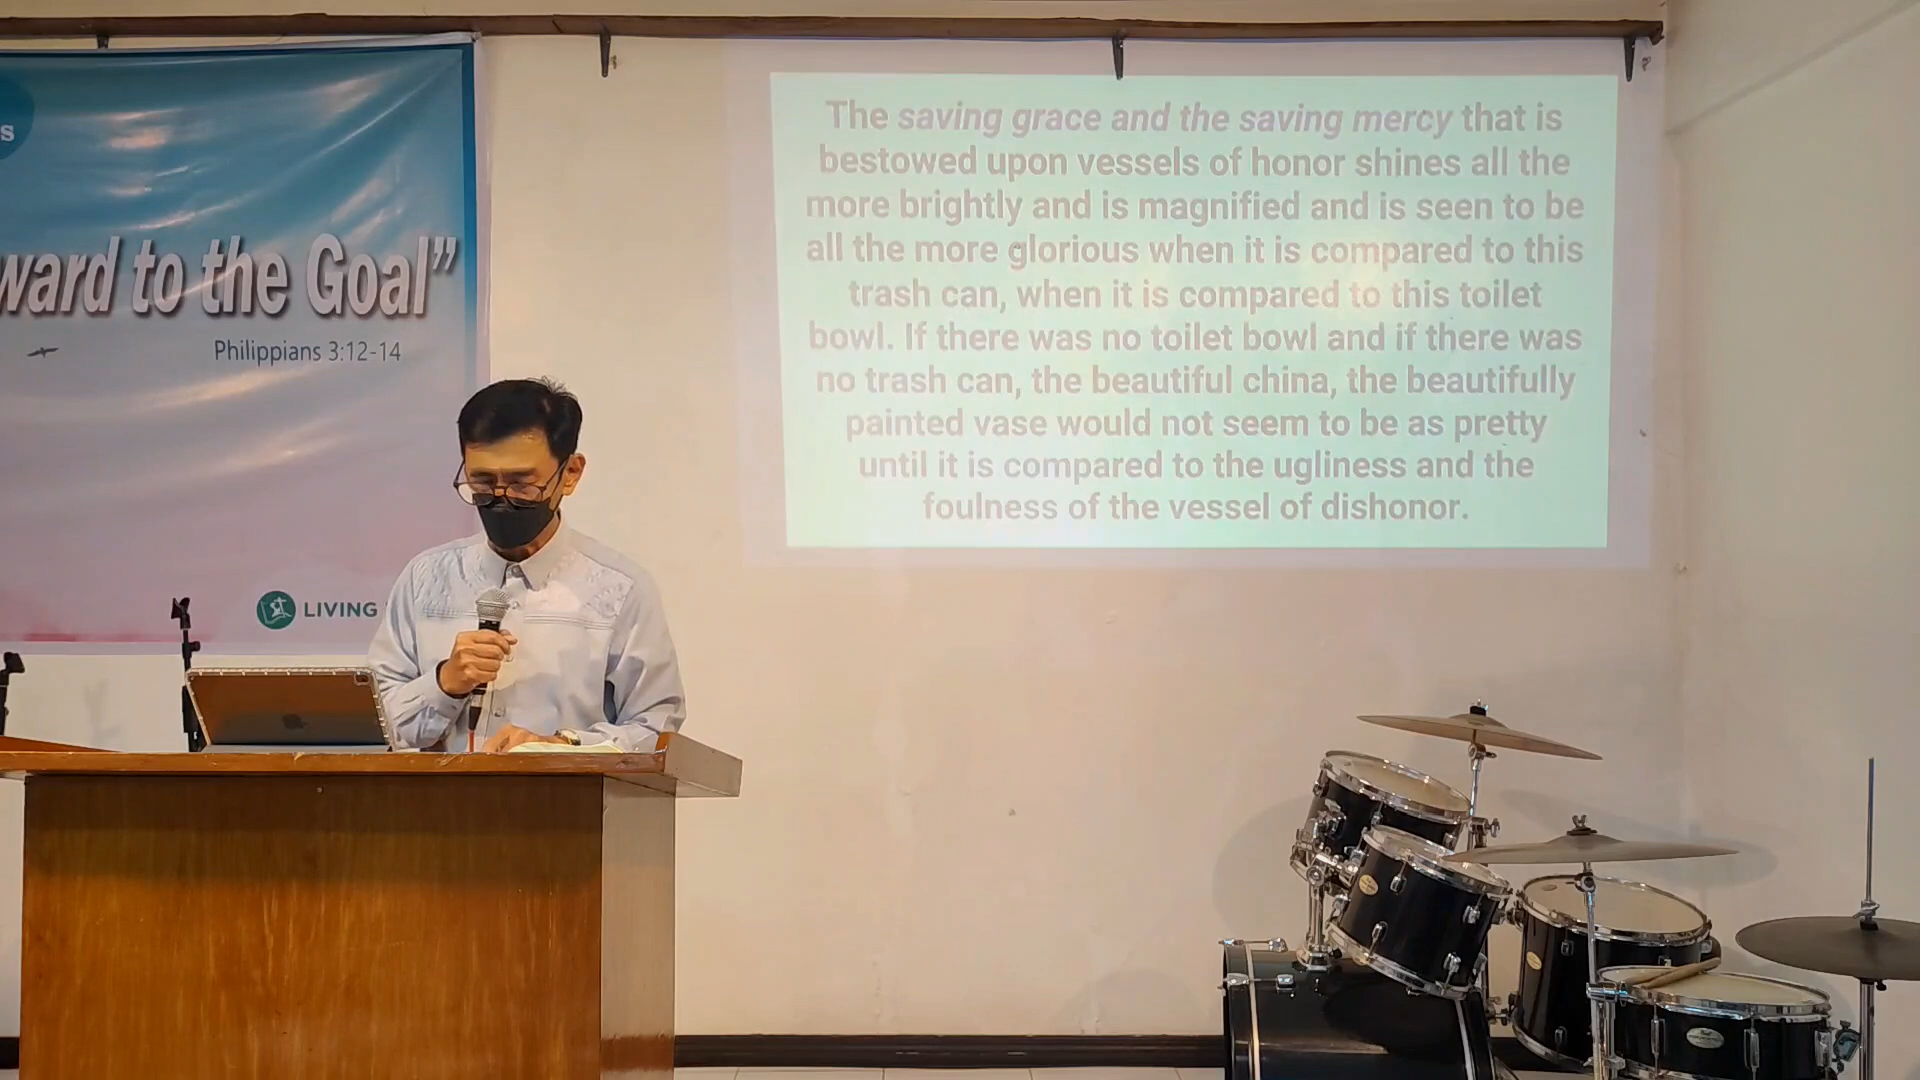 s
ward to the Goal”
Philippians 3:12-14
LIVING
The saving grace and the saving mercy that is
bestowed upon vessels of honor shines all the
more brightly and is magnified and is seen to be
all the more glorious when it is compared to this
trash can, when it is compared to this toilet
bowl. If there was no toilet bowl and if there was
no trash can, the beautiful china, the beautifully
painted vase would not seem to be as pretty
until it is compared to the ugliness and the
foulness of the vessel of dishonor.